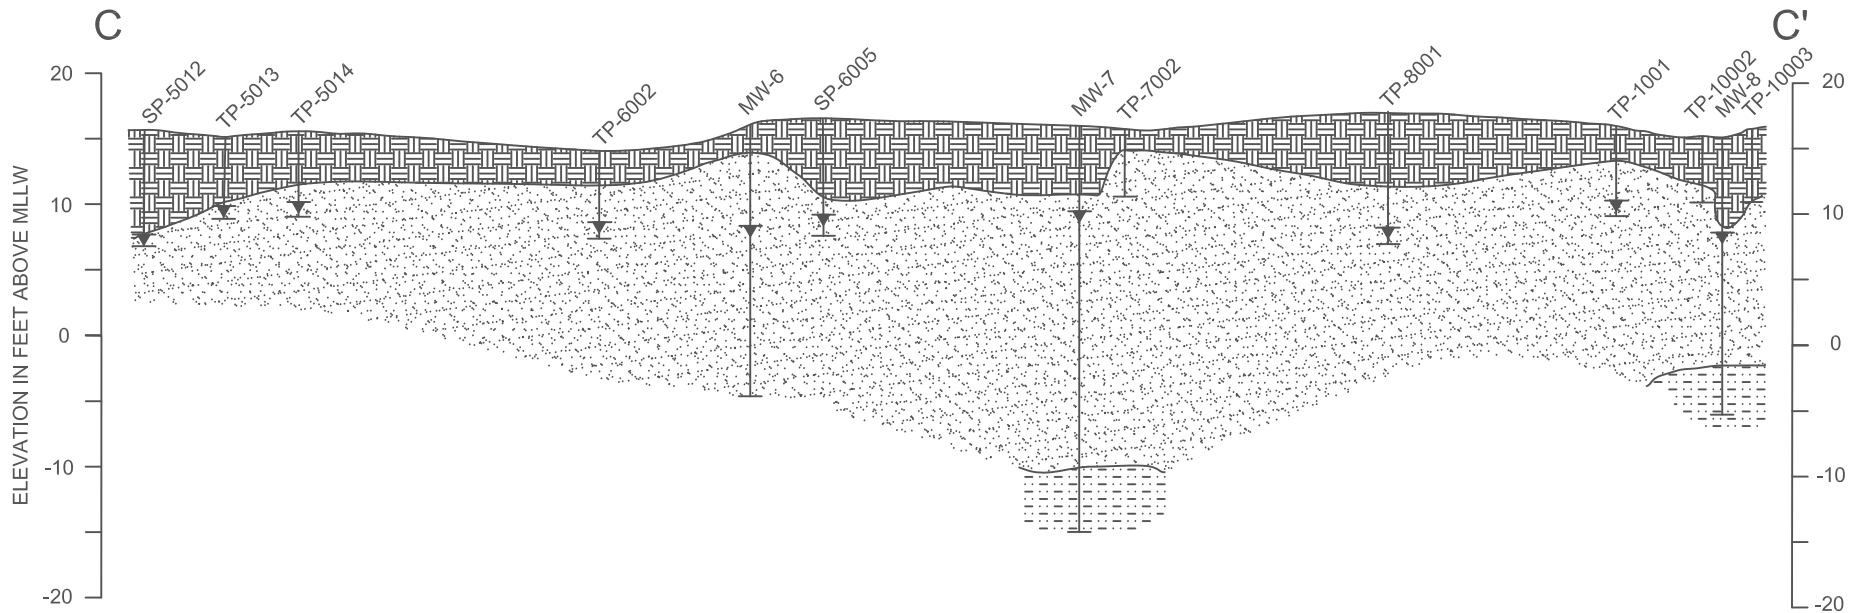 C
C'
SP-5012
TP-5013
TP-5014
TP-6002
MW-6
SP-6005
MW-7
TP-7002
TP-8001
TP-1001
TP-10002
MW-8
TP-10003
ELEVATION IN FEET ABOVE MLLW
20
10
0
-10
-20
20
10
0
-10
-20